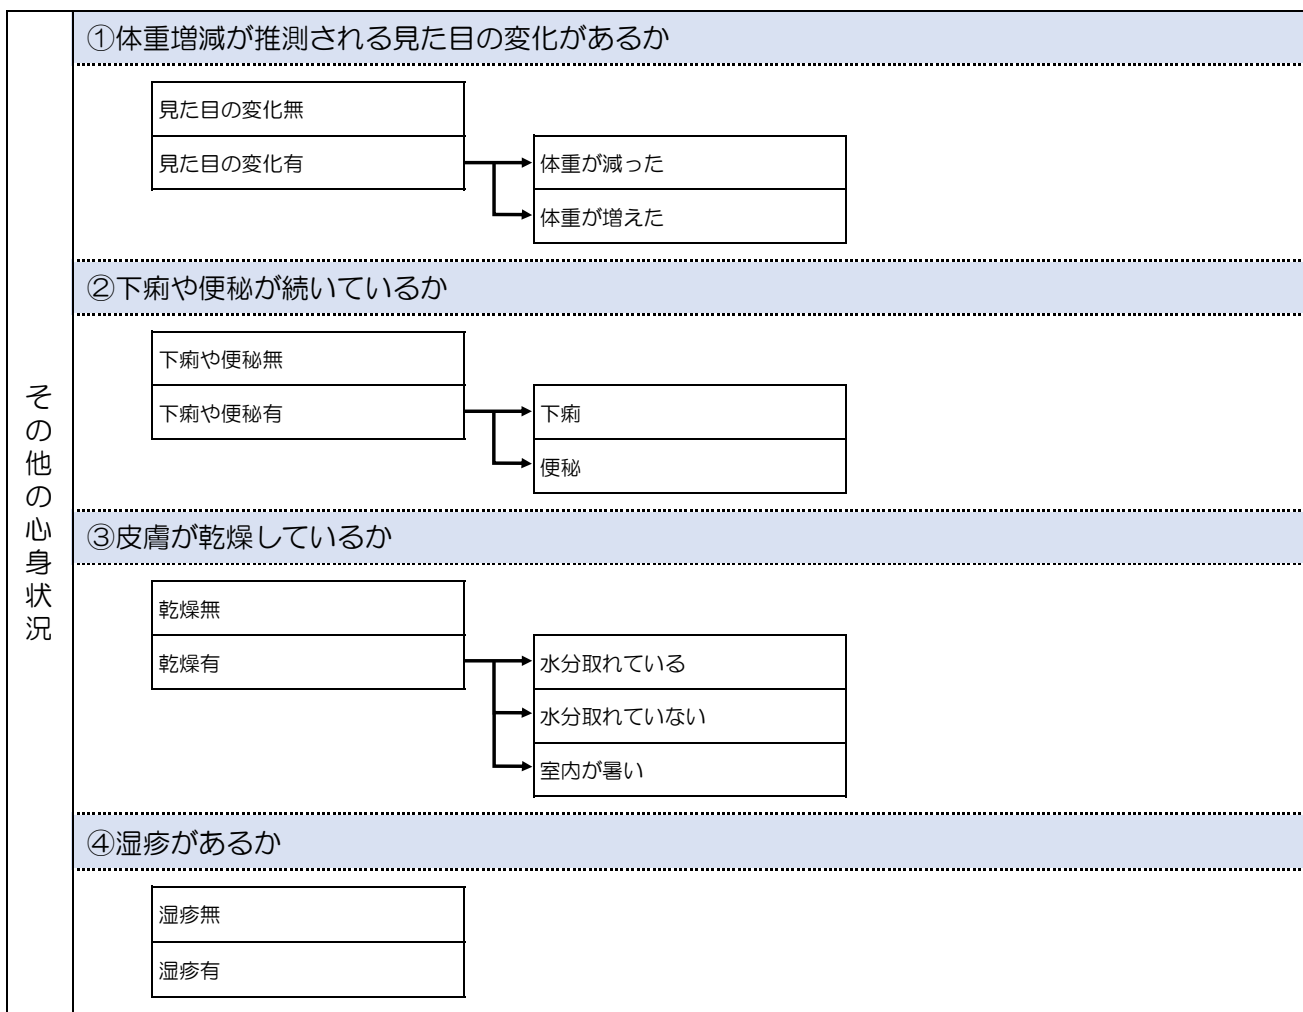 その他の心身状況
①体重増減が推測される見た目の変化があるか
見た目の変化無
見た目の変化有
体重が減った
体重が増えた
②下痢や便秘が続いているか
下痢や便秘無
下痢や便秘有
下痢
便秘
③皮膚が乾燥しているか
乾燥無
乾燥有
水分取れている
水分取れていない
室内が暑い
④湿疹があるか
湿疹無
湿疹有